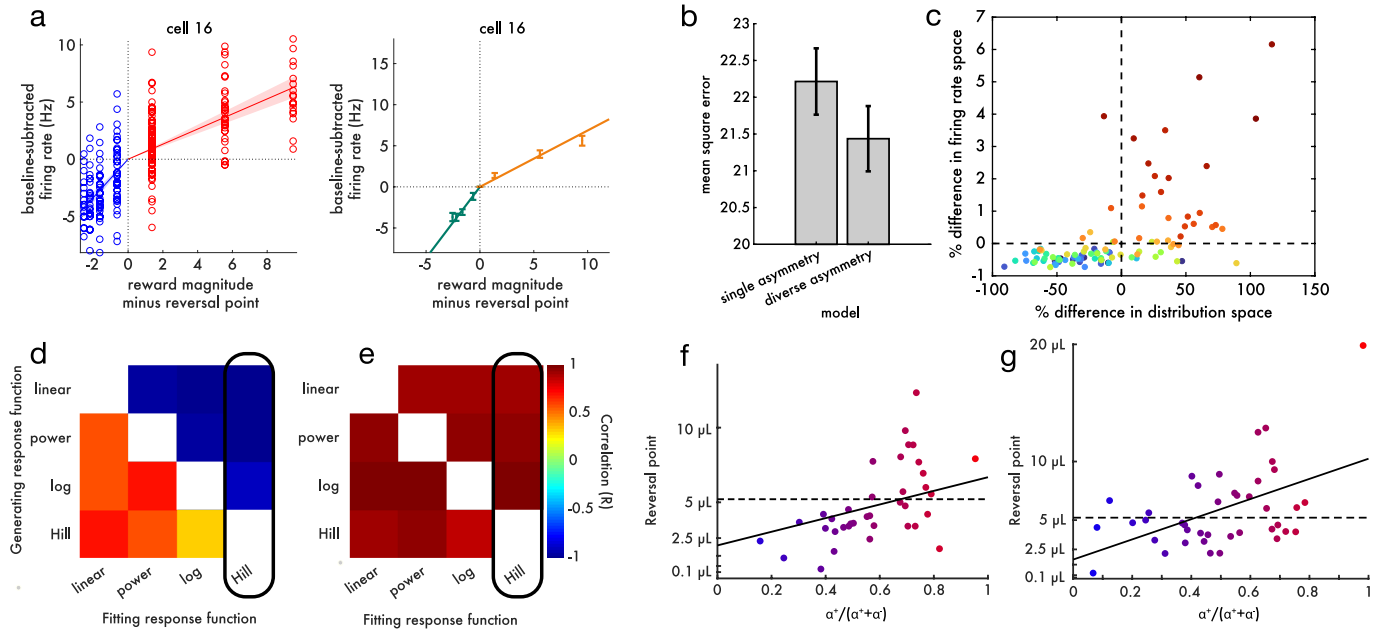 a
cell 16
baseline-subtracted
firing rate (Hz)
10
5
0
-5
-2
0
2
4
6
8
reward magnitude
minus reversal point
cell 16
baseline-subtracted
firing rate (Hz)
15
10
5
0
-5
-5
0
5
10
reward magnitude
minus reversal point
b
mean square error
23
22.5
22
21.5
21
20.5
20
single asymmetry
diverse asymmetry
model
c
% difference in firing rate space
7
6
5
4
3
2
1
0
-1
-100
-50
0
50
100
150
% difference in distribution space
d
Generating response function
linear
power
log
Hill
linear
power
log
Hill
Fitting response function
e
1
0.5
0
-0.5
-1
Correlation (R)
linear
power
log
Hill
Fitting response function
f
Reversal point
10 µL
5 µL
2.5 µL
0.1 µL
0
0.2
0.4
0.6
0.8
1
α⁺/(α⁺+α⁻)
g
Reversal point
20 µL
10 µL
5 µL
2.5 µL
0.1 µL
0
0.2
0.4
0.6
0.8
1
α⁺/(α⁺+α⁻)